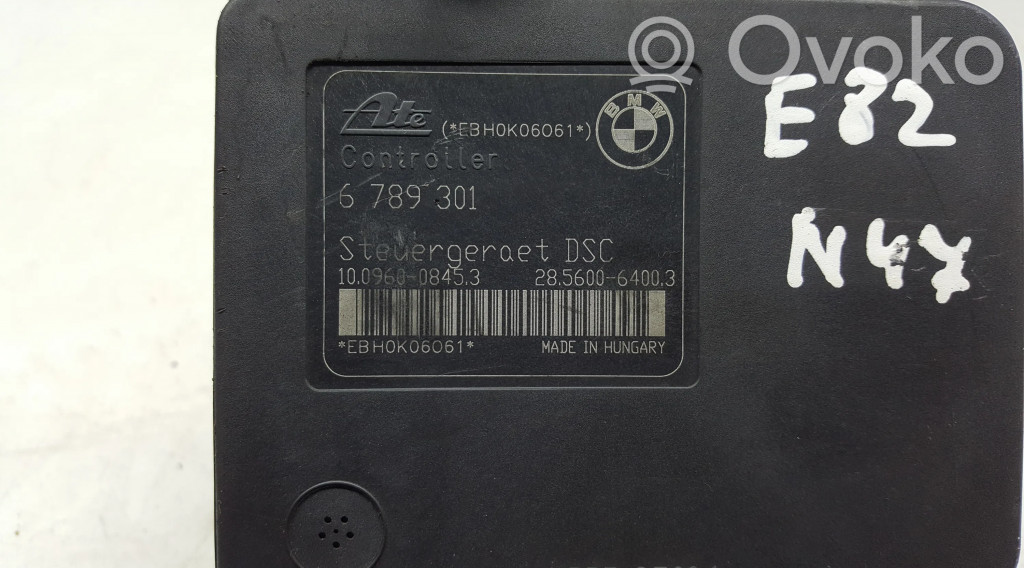 Ovoko
E82
N47
Ate (*EBH0K06061*) BMW
Controller
6 789 301
Steuergeraet DSC
10.0960-0845.3 28.5600-6400.3
*EBH0K06061* MADE IN HUNGARY